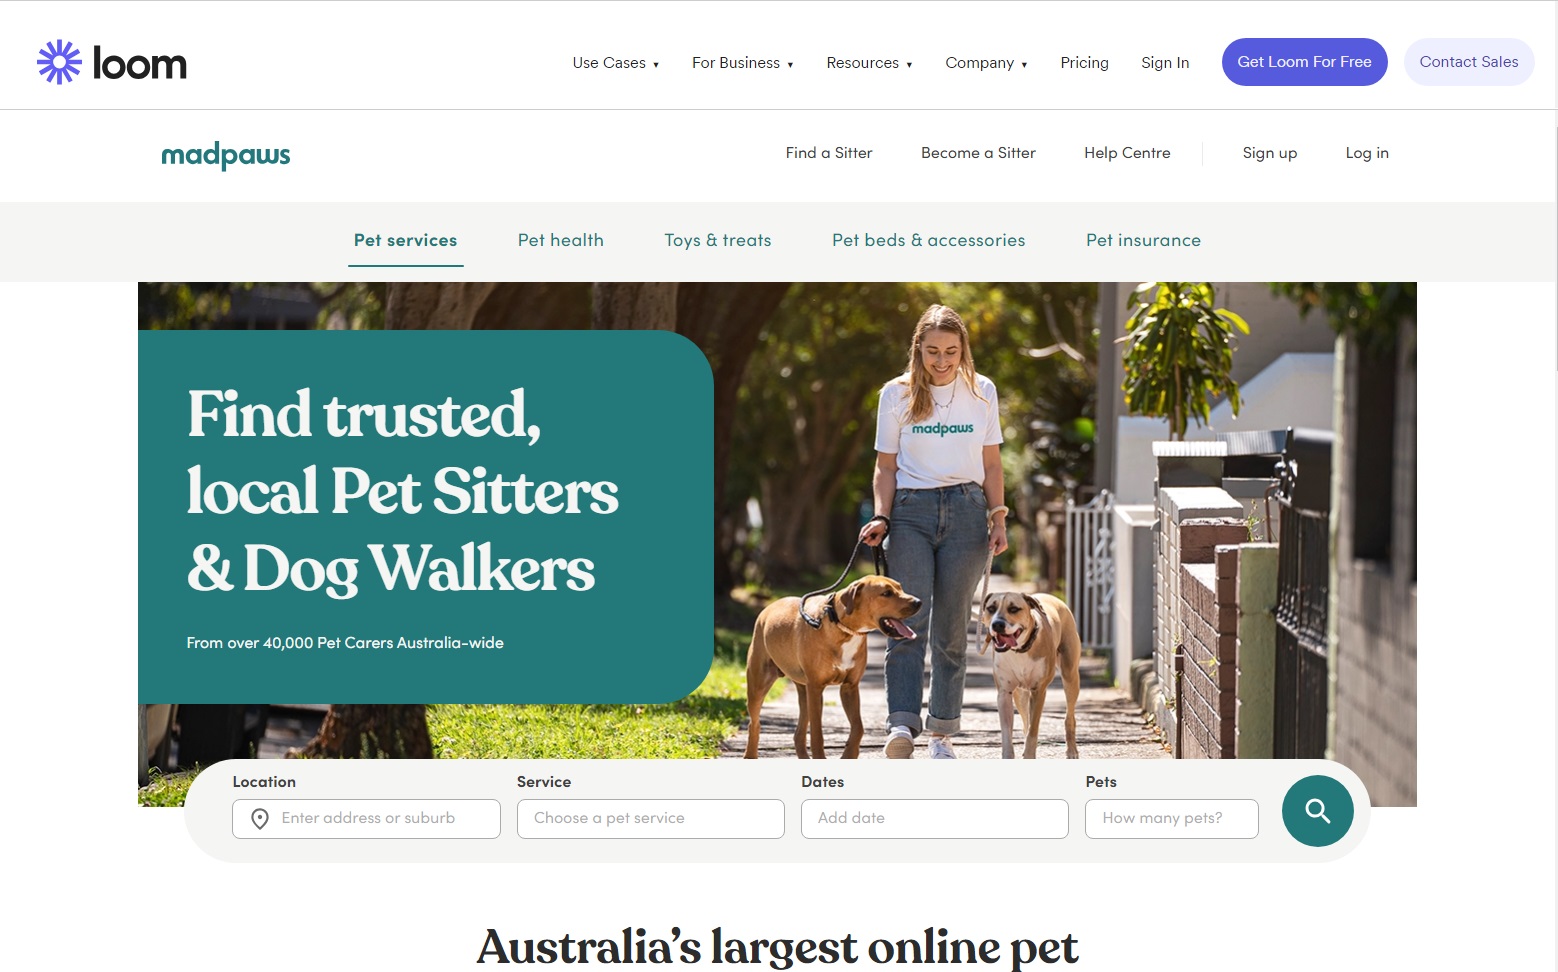 loom
Use Cases ▾ For Business ▾ Resources ▾ Company ▾ Pricing Sign In Get Loom For Free Contact Sales
madpaws
Find a Sitter Become a Sitter Help Centre Sign up Log in
Pet services Pet health Toys & treats Pet beds & accessories Pet insurance
Find trusted,
local Pet Sitters
& Dog Walkers
From over 40,000 Pet Carers Australia-wide
madpaws
Location Service Dates Pets
Enter address or suburb Choose a pet service Add date How many pets?
Australia’s largest online pet